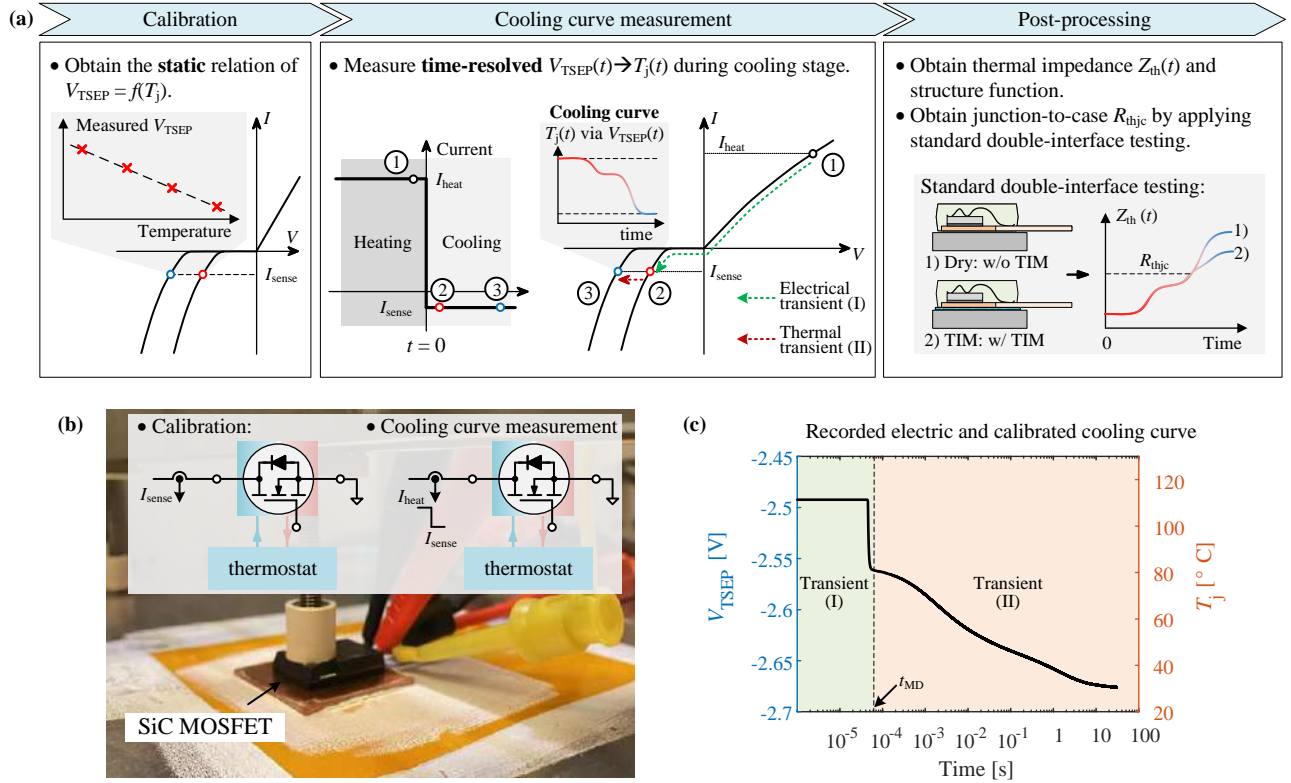 (a)
Calibration
Cooling curve measurement
Post-processing
• Obtain the static relation of
V_TSEP = f(T_j).
Measured V_TSEP
Temperature
I
V
I_sense
• Measure time-resolved V_TSEP(t)→T_j(t) during cooling stage.
Current
1
I_heat
Heating
Cooling
2
3
I_sense
t = 0
Cooling curve
T_j(t) via V_TSEP(t)
time
I
I_heat
1
V
I_sense
3
2
Electrical
transient (I)
Thermal
transient (II)
• Obtain thermal impedance Z_th(t) and
structure function.
• Obtain junction-to-case R_thjc by applying
standard double-interface testing.
Standard double-interface testing:
1) Dry: w/o TIM
2) TIM: w/ TIM
Z_th (t)
1)
2)
R_thjc
0
Time
(b)
• Calibration:
I_sense
thermostat
• Cooling curve measurement
I_heat
I_sense
thermostat
SiC MOSFET
(c)
Recorded electric and calibrated cooling curve
-2.45
-2.5
-2.55
-2.6
-2.65
-2.7
V_TSEP [V]
Transient
(I)
Transient
(II)
t_MD
120
100
80
60
40
20
T_j [° C]
10^-5
10^-4
10^-3
10^-2
10^-1
1
10
100
Time [s]